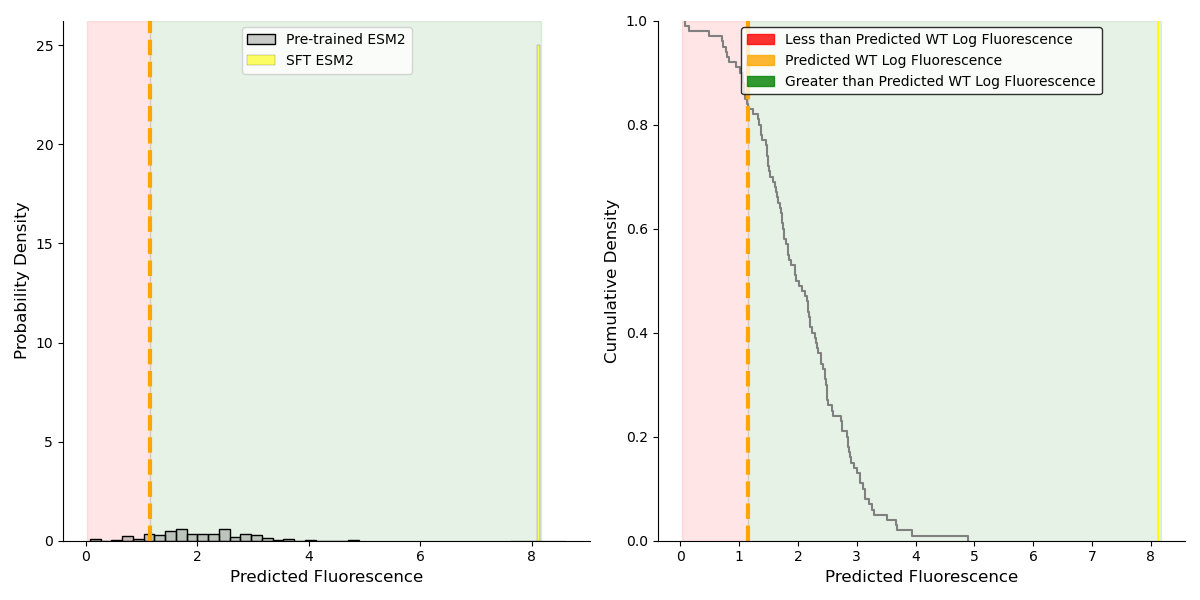 Probability Density
25
20
15
10
5
0
Pre-trained ESM2
SFT ESM2
0 2 4 6 8
Predicted Fluorescence
Cumulative Density
1.0
0.8
0.6
0.4
0.2
0.0
Less than Predicted WT Log Fluorescence
Predicted WT Log Fluorescence
Greater than Predicted WT Log Fluorescence
0 1 2 3 4 5 6 7 8
Predicted Fluorescence